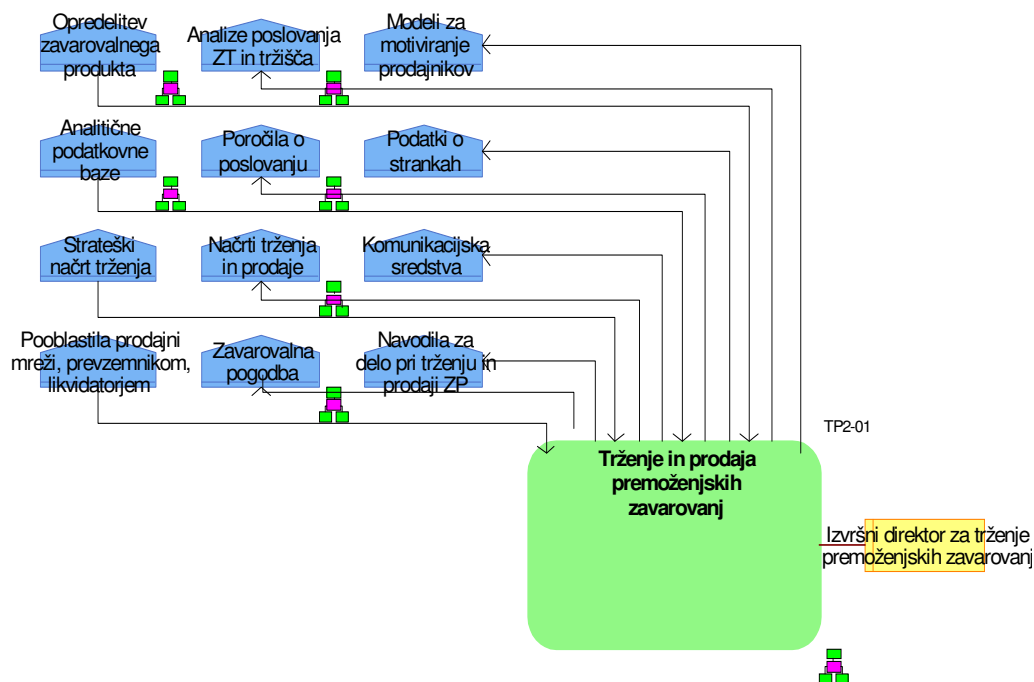 Opredelitev
zavarovalnega
produkta
Analize poslovanja
ZT in tržišča
Modeli za
motiviranje
prodajnikov
Analitične
podatkovne
baze
Poročila o
poslovanju
Podatki o
strankah
Strateški
načrt trženja
Načrti trženja
in prodaje
Komunikacijska
sredstva
Pooblastila prodajni
mreži, prevzemnikom,
likvidatorjem
Zavarovalna
pogodba
Navodila za
delo pri trženju in
prodaji ZP
TP2-01
Trženje in prodaja
premoženjskih
zavarovanj
Izvršni direktor za trženje
premoženjskih zavarovanj